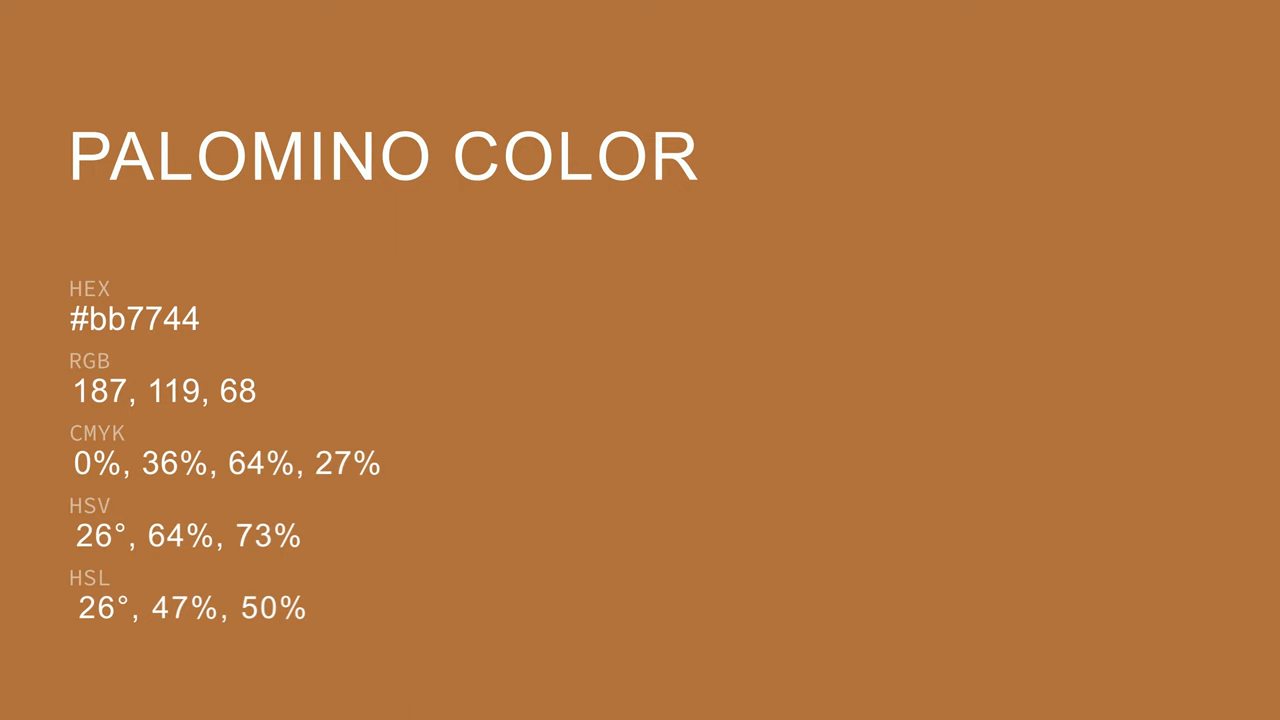 PALOMINO COLOR
HEX
#bb7744
RGB
187, 119, 68
CMYK
0%, 36%, 64%, 27%
HSV
26°, 64%, 73%
HSL
26°, 47%, 50%